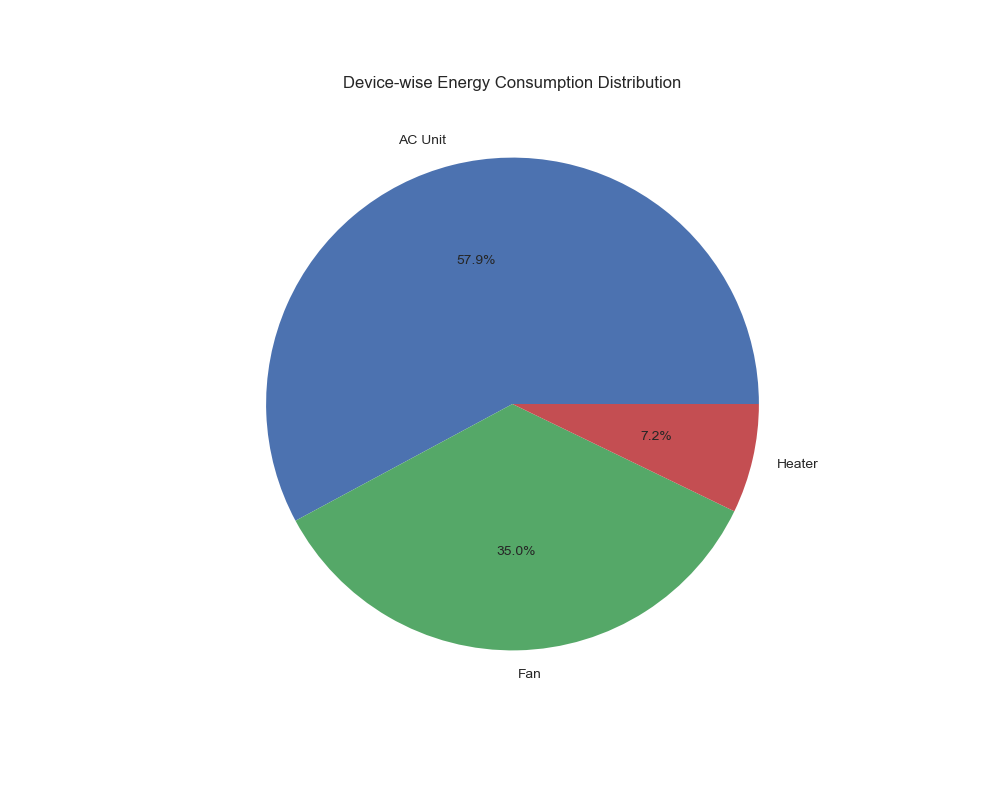 Device-wise Energy Consumption Distribution
AC Unit
57.9%
7.2%
Heater
35.0%
Fan